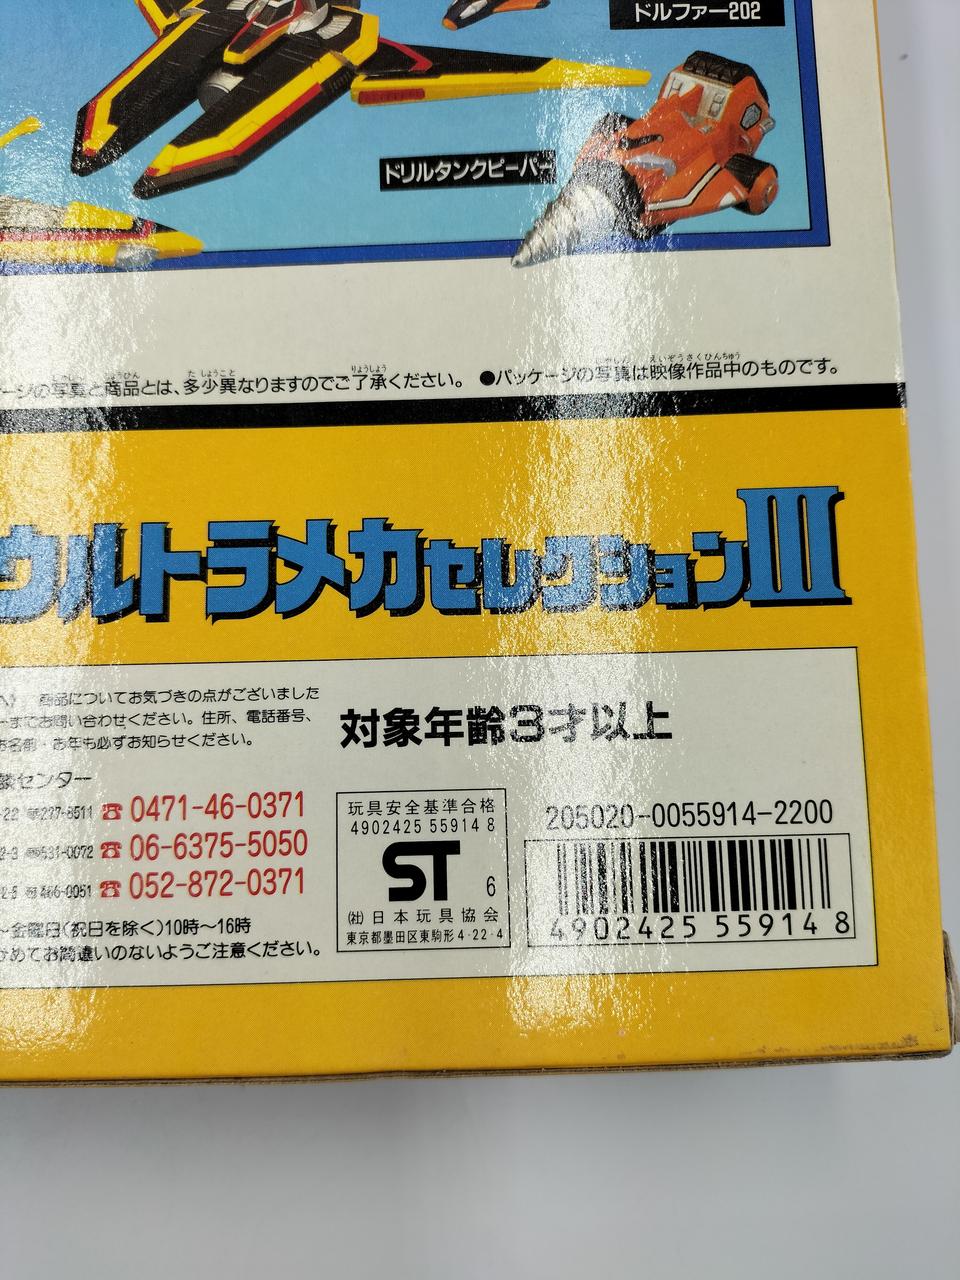 ドルファー202
ドリルタンクピーパー
ージの写真と商品とは、多少異なりますのでご了承ください。 ●パッケージの写真は映像作品中のものです。
ウルトラメカセレクションIII
商品についてお気づきの点がございました
までお問い合わせください。住所、電話番号、
お名前・お年も必ずお知らせください。
談センター
☎0471-46-0371
☎06-6375-5050
☎052-872-0371
～金曜日(祝日を除く)10時～16時
かめてお間違いのないようご注意ください。
対象年齢3才以上
玩具安全基準合格
4902425 55914 8
ST 6
(社)日本玩具協会
東京都墨田区東駒形4-22-4
205020-0055914-2200
4902425 559148